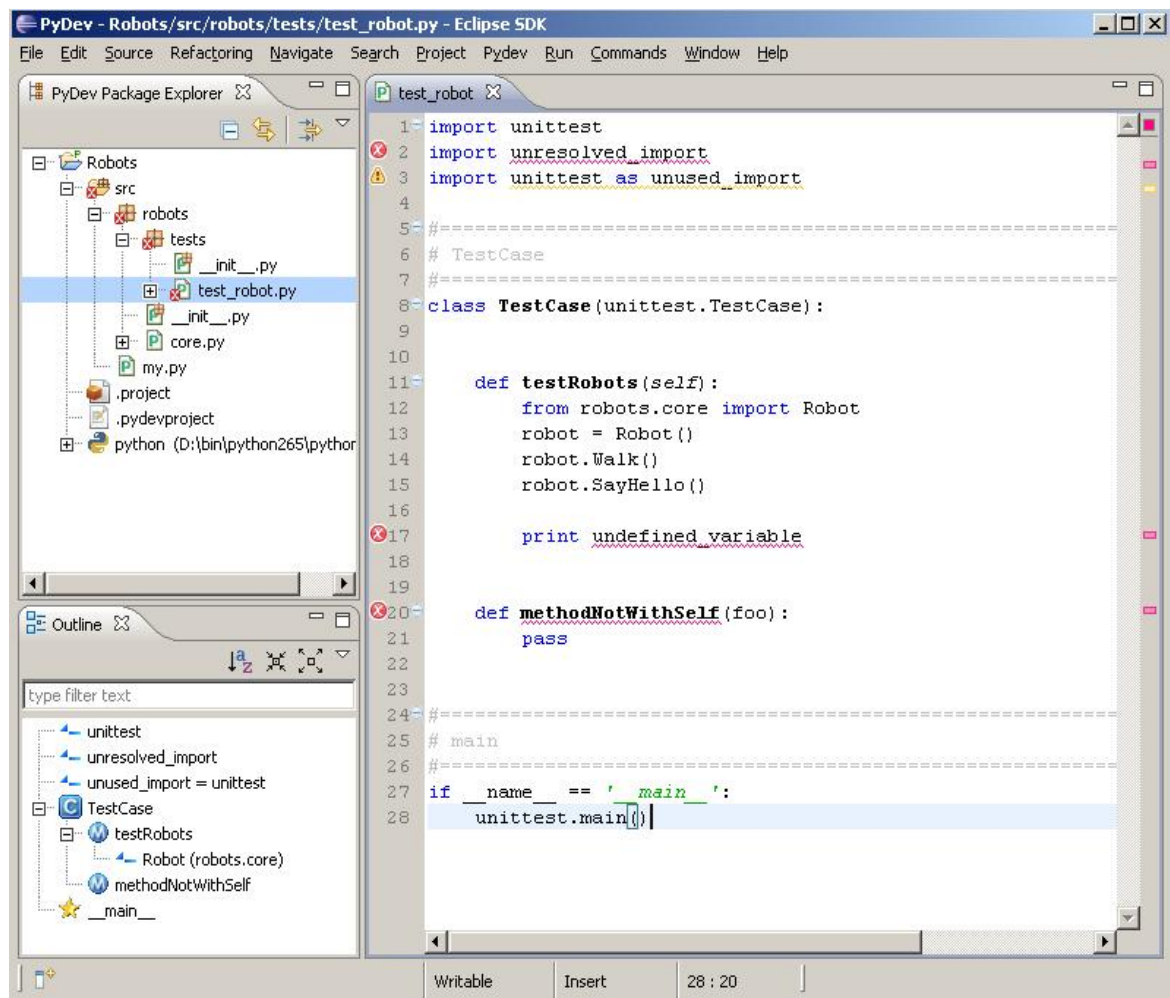 PyDev - Robots/src/robots/tests/test_robot.py - Eclipse SDK
File Edit Source Refactoring Navigate Search Project Pydev Run Commands Window Help
PyDev Package Explorer
Robots
src
robots
tests
__init__.py
test_robot.py
__init__.py
core.py
my.py
.project
.pydevproject
python (D:\bin\python265\python
Outline
type filter text
unittest
unresolved_import
unused_import = unittest
TestCase
testRobots
Robot (robots.core)
methodNotWithSelf
__main__
test_robot
1 import unittest
2 import unresolved_import
3 import unittest as unused_import
4
5 #==========================================================
6 # TestCase
7 #==========================================================
8 class TestCase(unittest.TestCase):
9
10
11 def testRobots(self):
12 from robots.core import Robot
13 robot = Robot()
14 robot.Walk()
15 robot.SayHello()
16
17 print undefined_variable
18
19
20 def methodNotWithSelf(foo):
21 pass
22
23
24 #==========================================================
25 # main
26 #==========================================================
27 if __name__ == '__main__':
28 unittest.main()
Writable Insert 28 : 20